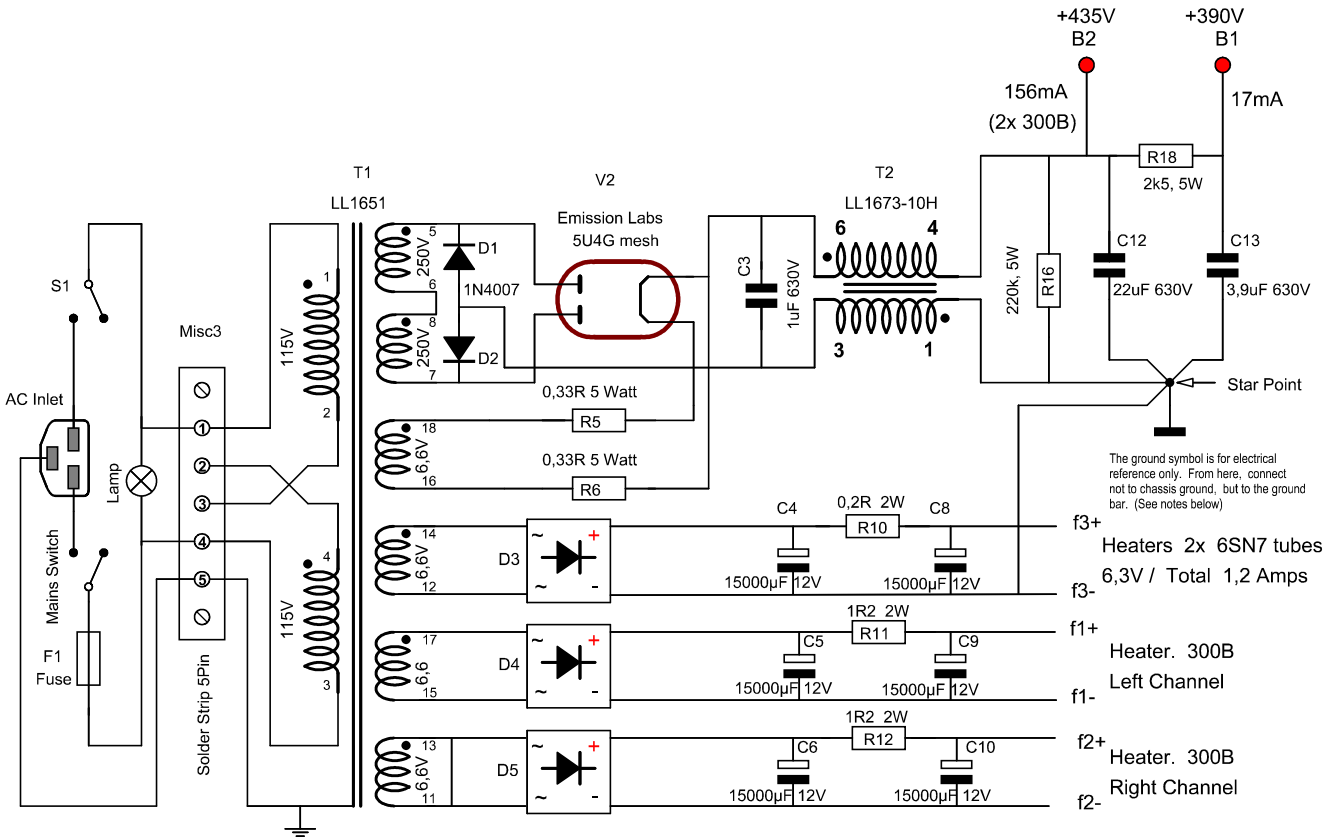 +435V
B2
+390V
B1
156mA
(2x 300B)
17mA
R18
2k5, 5W
T1
LL1651
V2
Emission Labs
5U4G mesh
T2
LL1673-10H
6
4
3
1
S1
Misc3
AC Inlet
Lamp
Mains Switch
F1
Fuse
Solder Strip 5Pin
1
2
3
4
5
1
115V
2
4
115V
3
5
250V
6
8
250V
7
D1
1N4007
D2
C3
1uF 630V
220k, 5W
R16
C12
22uF 630V
C13
3,9uF 630V
Star Point
0,33R 5 Watt
R5
18
6,6V
16
0,33R 5 Watt
R6
The ground symbol is for electrical
reference only. From here, connect
not to chassis ground, but to the ground
bar. (See notes below)
14
6,6V
12
D3
~
+
~
-
C4
15000µF 12V
0,2R 2W
R10
C8
15000µF 12V
f3+
f3-
Heaters 2x 6SN7 tubes
6,3V / Total 1,2 Amps
17
6,6
15
D4
~
+
~
-
C5
15000µF 12V
1R2 2W
R11
C9
15000µF 12V
f1+
f1-
Heater. 300B
Left Channel
13
6,6V
11
D5
~
+
~
-
C6
15000µF 12V
1R2 2W
R12
C10
15000µF 12V
f2+
f2-
Heater. 300B
Right Channel